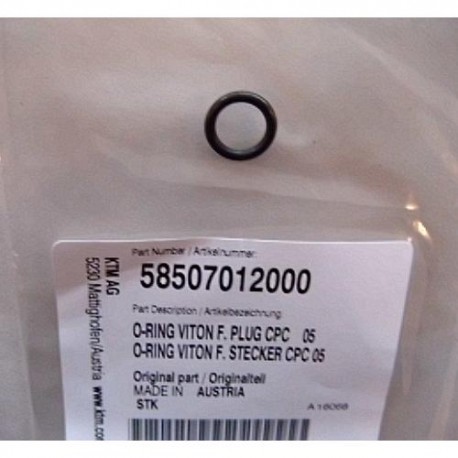 Part Number / Artikelnummer:
58507012000
Part Description / Artikelbezeichnung:
O-RING VITON F. PLUG CPC 05
O-RING VITON F. STECKER CPC 05
Original part / Originalteil
MADE IN AUSTRIA
STK A 16068
KTM AG
5230 Mattighofen/Austria
www.ktm.com